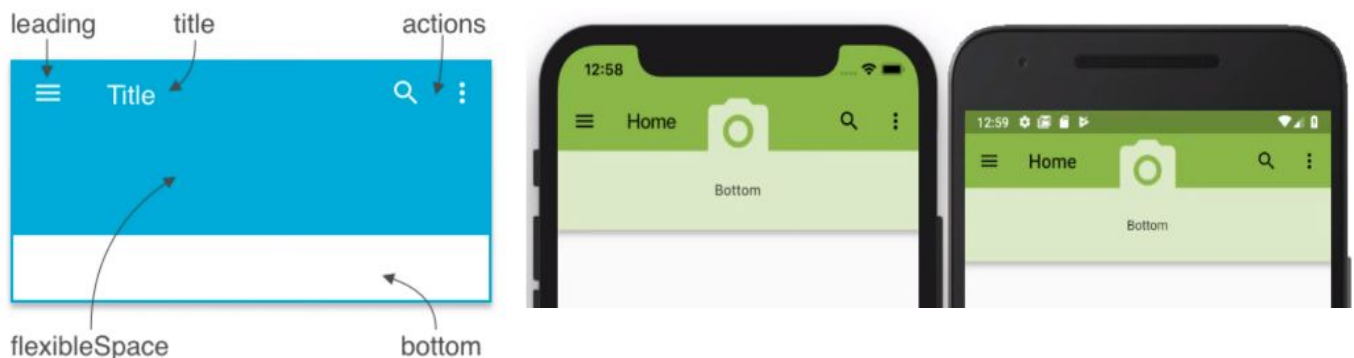 leading title actions
Title
flexibleSpace bottom
12:58
Home
Bottom
12:59
Home
Bottom